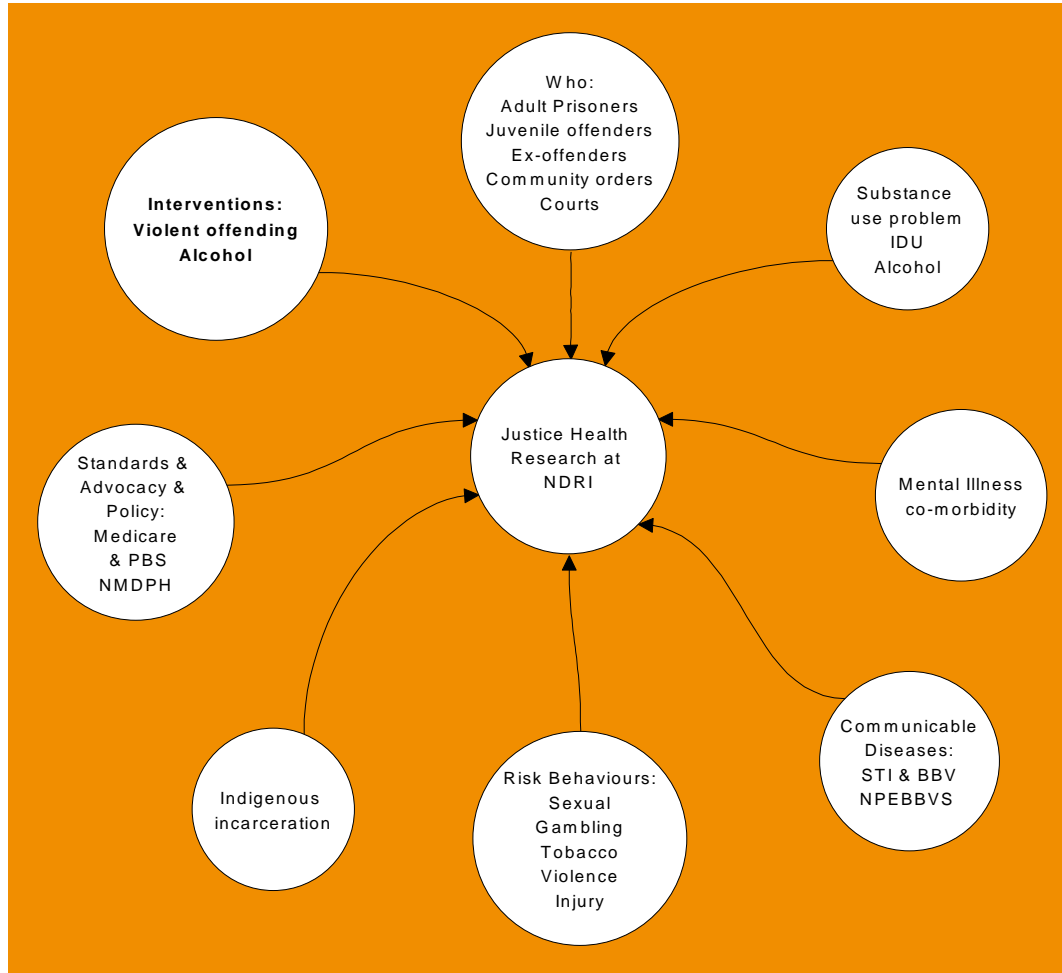 Who:
Adult Prisoners
Juvenile offenders
Ex-offenders
Community orders
Courts
Interventions:
Violent offending
Alcohol
Substance
use problem
IDU
Alcohol
Justice Health
Research at
NDRI
Standards &
Advocacy &
Policy:
Medicare
& PBS
NMDPH
Mental Illness
co-morbidity
Indigenous
incarceration
Risk Behaviours:
Sexual
Gambling
Tobacco
Violence
Injury
Communicable
Diseases:
STI & BBV
NPEBBVS